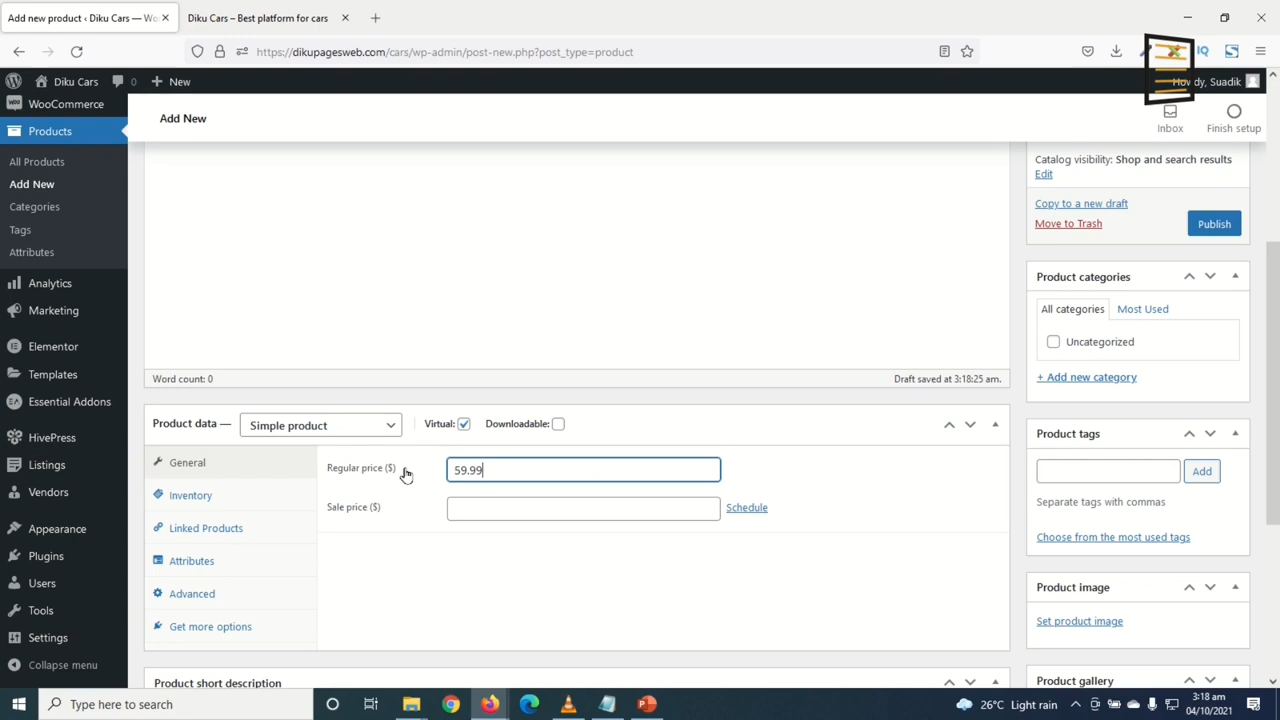 Add new product ‹ Diku Cars — Wo
Diku Cars – Best platform for cars
https://dikupagesweb.com/cars/wp-admin/post-new.php?post_type=product
IQ
S
Diku Cars
0
New
Howdy, Suadik
WooCommerce
Products
All Products
Add New
Categories
Tags
Attributes
Analytics
Marketing
Elementor
Templates
Essential Addons
HivePress
Listings
Vendors
Appearance
Plugins
Users
Tools
Settings
Collapse menu
Add New
Inbox
Finish setup
Word count: 0
Draft saved at 3:18:25 am.
Product data —
Simple product
Virtual:
Downloadable:
General
Inventory
Linked Products
Attributes
Advanced
Get more options
Regular price ($)
59.99
Sale price ($)
Schedule
Product short description
Catalog visibility: Shop and search results
Edit
Copy to a new draft
Move to Trash
Publish
Product categories
All categories
Most Used
Uncategorized
+ Add new category
Product tags
Add
Separate tags with commas
Choose from the most used tags
Product image
Set product image
Product gallery
Type here to search
26°C Light rain
3:18 am
04/10/2021